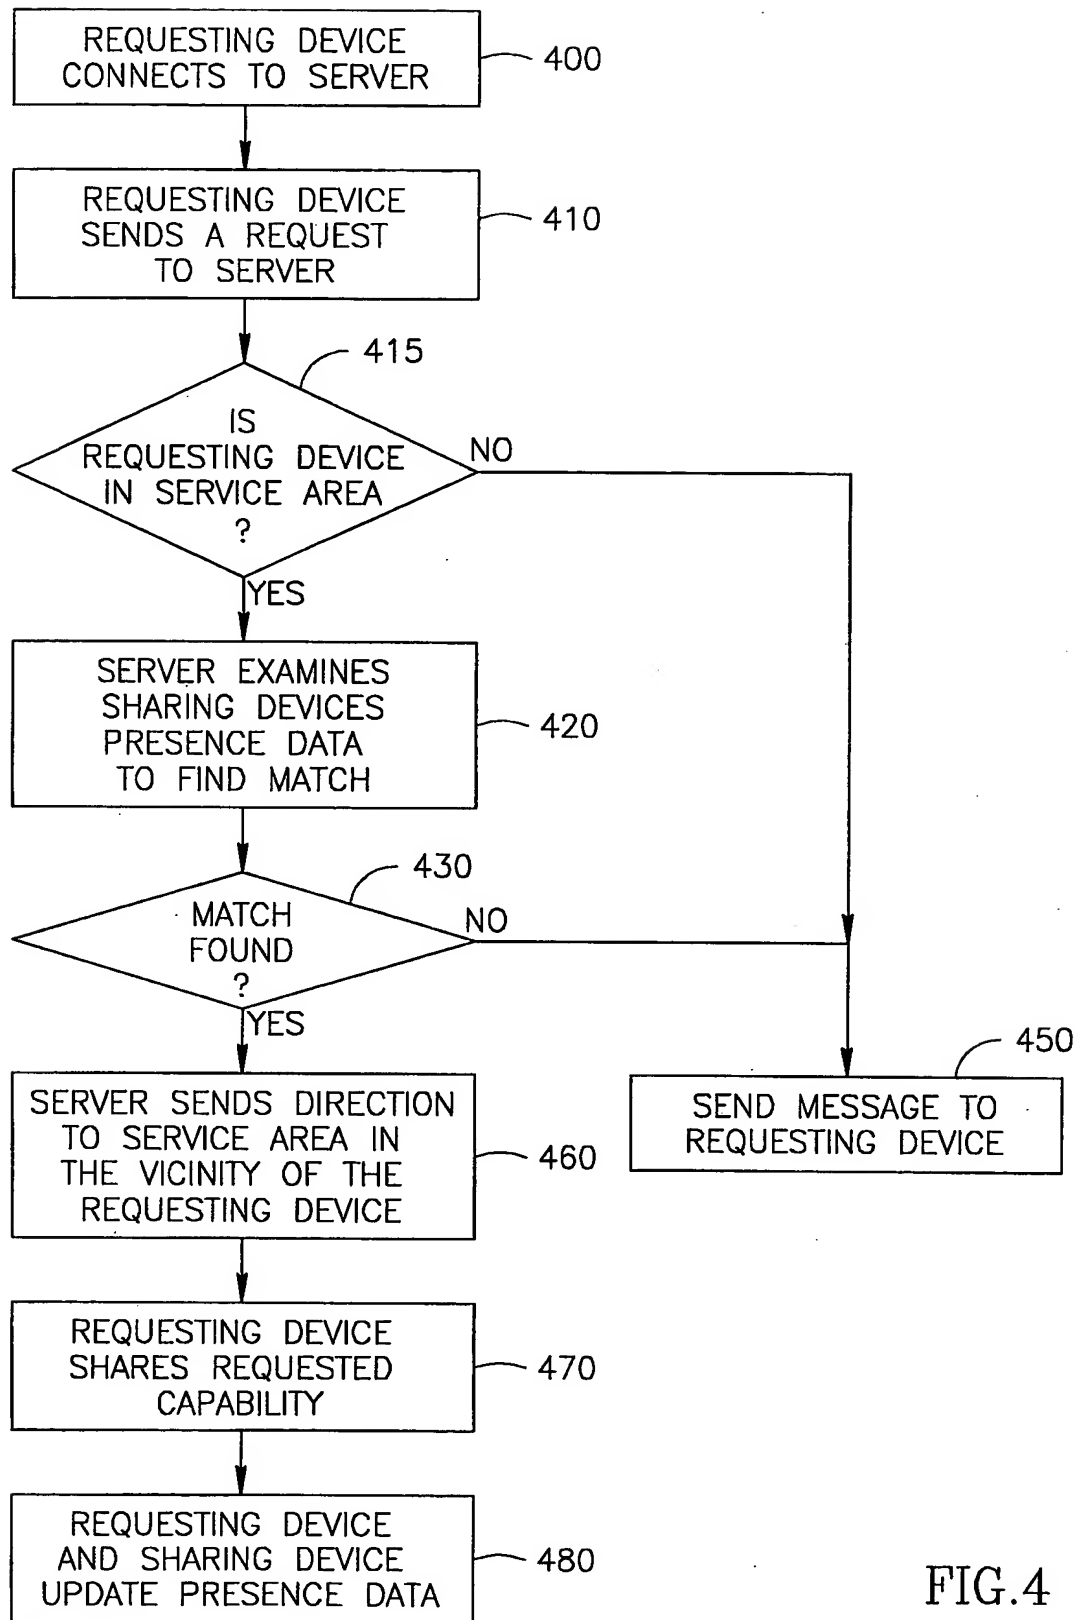 REQUESTING DEVICE
CONNECTS TO SERVER
400
REQUESTING DEVICE
SENDS A REQUEST
TO SERVER
410
415
IS
REQUESTING DEVICE
IN SERVICE AREA
?
NO
YES
SERVER EXAMINES
SHARING DEVICES
PRESENCE DATA
TO FIND MATCH
420
430
MATCH
FOUND
?
NO
YES
450
SEND MESSAGE TO
REQUESTING DEVICE
SERVER SENDS DIRECTION
TO SERVICE AREA IN
THE VICINITY OF THE
REQUESTING DEVICE
460
REQUESTING DEVICE
SHARES REQUESTED
CAPABILITY
470
REQUESTING DEVICE
AND SHARING DEVICE
UPDATE PRESENCE DATA
480
FIG.4